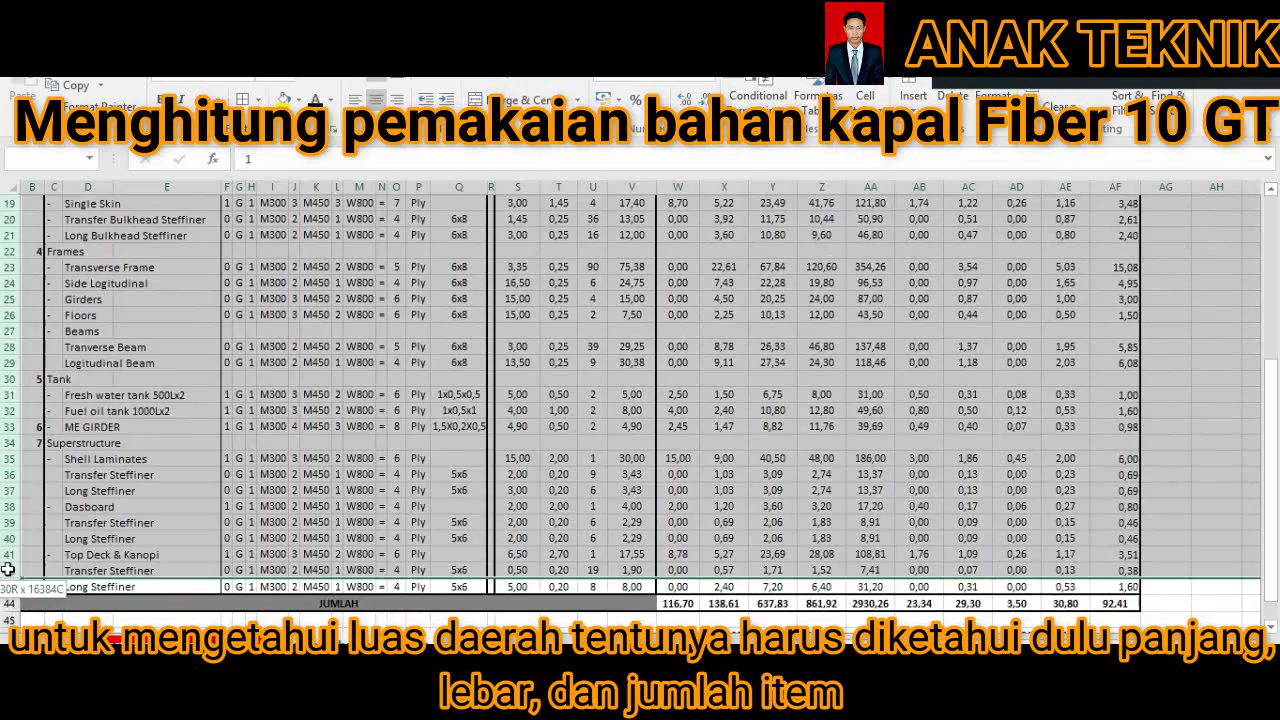 ANAK TEKNIK
Copy
Format Painter
Menghitung pemakaian bahan kapal Fiber 10 GT
1
B C D E F G H I J K L M N O P Q R S T U V W X Y Z AA AB AC AD AE AF AG AH
19 - Single Skin 1 G 1 M300 3 M450 3 W800 = 7 Ply 3,00 1,45 4 17,40 8,70 5,22 23,49 41,76 121,80 1,74 1,22 0,26 1,16 3,48
20 - Transfer Bulkhead Steffiner 0 G 1 M300 2 M450 1 W800 = 4 Ply 6x8 1,45 0,25 36 13,05 0,00 3,92 11,75 10,44 50,90 0,00 0,51 0,00 0,87 2,61
21 - Long Bulkhead Steffiner 0 G 1 M300 2 M450 1 W800 = 4 Ply 6x8 3,00 0,25 16 12,00 0,00 3,60 10,80 9,60 46,80 0,00 0,47 0,00 0,80 2,40
22 4 Frames
23 - Transverse Frame 0 G 1 M300 2 M450 2 W800 = 5 Ply 6x8 3,35 0,25 90 75,38 0,00 22,61 67,84 120,60 354,26 0,00 3,54 0,00 5,03 15,08
24 - Side Logitudinal 0 G 1 M300 2 M450 1 W800 = 4 Ply 6x8 16,50 0,25 6 24,75 0,00 7,43 22,28 19,80 96,53 0,00 0,97 0,00 1,65 4,95
25 - Girders 0 G 1 M300 3 M450 2 W800 = 6 Ply 6x8 15,00 0,25 4 15,00 0,00 4,50 20,25 24,00 87,00 0,00 0,87 0,00 1,00 3,00
26 - Floors 0 G 1 M300 3 M450 2 W800 = 6 Ply 6x8 15,00 0,25 2 7,50 0,00 2,25 10,13 12,00 43,50 0,00 0,44 0,00 0,50 1,50
27 - Beams
28 Tranverse Beam 0 G 1 M300 2 M450 2 W800 = 5 Ply 6x8 3,00 0,25 39 29,25 0,00 8,78 26,33 46,80 137,48 0,00 1,37 0,00 1,95 5,85
29 Logitudinal Beam 0 G 1 M300 2 M450 1 W800 = 4 Ply 6x8 13,50 0,25 9 30,38 0,00 9,11 27,34 24,30 118,46 0,00 1,18 0,00 2,03 6,08
30 5 Tank
31 - Fresh water tank 500Lx2 1 G 1 M300 3 M450 2 W800 = 6 Ply 1x0,5x0,5 5,00 0,50 2 5,00 2,50 1,50 6,75 8,00 31,00 0,50 0,31 0,08 0,33 1,00
32 - Fuel oil tank 1000Lx2 1 G 1 M300 3 M450 2 W800 = 6 Ply 1x0,5x1 4,00 1,00 2 8,00 4,00 2,40 10,80 12,80 49,60 0,80 0,50 0,12 0,53 1,60
33 6 - ME GIRDER 1 G 1 M300 4 M450 3 W800 = 8 Ply 1,5X0,2X0,5 4,90 0,50 2 4,90 2,45 1,47 8,82 11,76 39,69 0,49 0,40 0,07 0,33 0,98
34 7 Superstructure
35 - Shell Laminates 1 G 1 M300 3 M450 2 W800 = 6 Ply 15,00 2,00 1 30,00 15,00 9,00 40,50 48,00 186,00 3,00 1,86 0,45 2,00 6,00
36 Transfer Steffiner 0 G 1 M300 2 M450 1 W800 = 4 Ply 5x6 2,00 0,20 9 3,43 0,00 1,03 3,09 2,74 13,37 0,00 0,13 0,00 0,23 0,69
37 Long Steffiner 0 G 1 M300 2 M450 1 W800 = 4 Ply 5x6 3,00 0,20 6 3,43 0,00 1,03 3,09 2,74 13,37 0,00 0,13 0,00 0,23 0,69
38 - Dasboard 1 G 1 M300 2 M450 1 W800 = 4 Ply 2,00 2,00 1 4,00 2,00 1,20 3,60 3,20 17,20 0,40 0,17 0,06 0,27 0,80
39 Transfer Steffiner 0 G 1 M300 2 M450 1 W800 = 4 Ply 5x6 2,00 0,20 6 2,29 0,00 0,69 2,06 1,83 8,91 0,00 0,09 0,00 0,15 0,46
40 Long Steffiner 0 G 1 M300 2 M450 1 W800 = 4 Ply 5x6 2,00 0,20 6 2,29 0,00 0,69 2,06 1,83 8,91 0,00 0,09 0,00 0,15 0,46
41 - Top Deck & Kanopi 1 G 1 M300 3 M450 2 W800 = 6 Ply 6,50 2,70 1 17,55 8,78 5,27 23,69 28,08 108,81 1,76 1,09 0,26 1,17 3,51
Transfer Steffiner 0 G 1 M300 2 M450 1 W800 = 4 Ply 5x6 0,50 0,20 19 1,90 0,00 0,57 1,71 1,52 7,41 0,00 0,07 0,00 0,13 0,38
30R x 16384C Long Steffiner 0 G 1 M300 2 M450 1 W800 = 4 Ply 5x6 5,00 0,20 8 8,00 0,00 2,40 7,20 6,40 31,20 0,00 0,31 0,00 0,53 1,60
44 JUMLAH 116,70 138,61 637,83 861,92 2930,26 23,34 29,30 3,50 30,80 92,41
45
untuk mengetahui luas daerah tentunya harus diketahui dulu panjang,
lebar, dan jumlah item